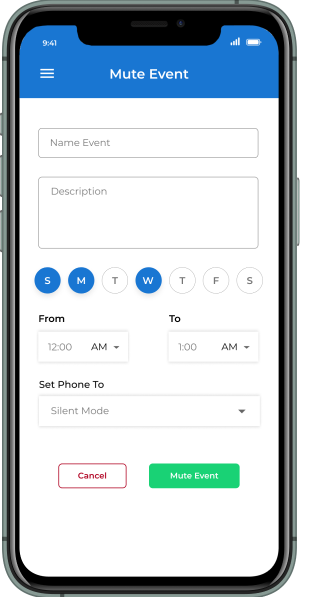 9:41
Mute Event
Name Event
Description
S M T W T F S
From To
12:00 AM 1:00 AM
Set Phone To
Silent Mode
Cancel Mute Event